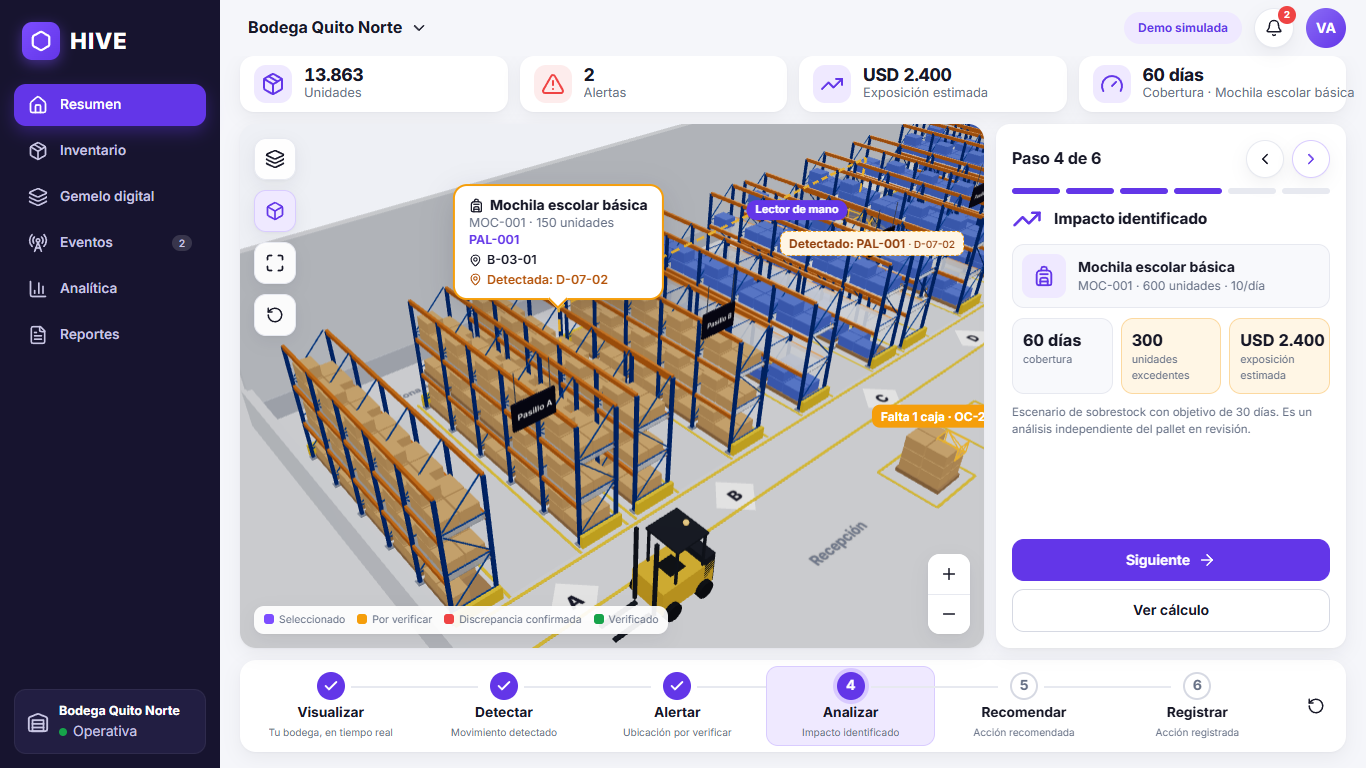 HIVE
Resumen
Inventario
Gemelo digital
Eventos
2
Analítica
Reportes
Bodega Quito Norte
Operativa
Bodega Quito Norte
Demo simulada
2
VA
13.863
Unidades
2
Alertas
USD 2.400
Exposición estimada
60 días
Cobertura · Mochila escolar básica
Mochila escolar básica
MOC-001 · 150 unidades
PAL-001
B-03-01
Detectada: D-07-02
Lector de mano
Detectado: PAL-001 · D-07-02
Pasillo B
Pasillo A
D
C
Falta 1 caja · OC-2
B
Recepción
A
Seleccionado
Por verificar
Discrepancia confirmada
Verificado
Paso 4 de 6
Impacto identificado
Mochila escolar básica
MOC-001 · 600 unidades · 10/día
60 días
cobertura
300
unidades
excedentes
USD 2.400
exposición
estimada
Escenario de sobrestock con objetivo de 30 días. Es un
análisis independiente del pallet en revisión.
Siguiente
Ver cálculo
Visualizar
Tu bodega, en tiempo real
Detectar
Movimiento detectado
Alertar
Ubicación por verificar
4
Analizar
Impacto identificado
5
Recomendar
Acción recomendada
6
Registrar
Acción registrada